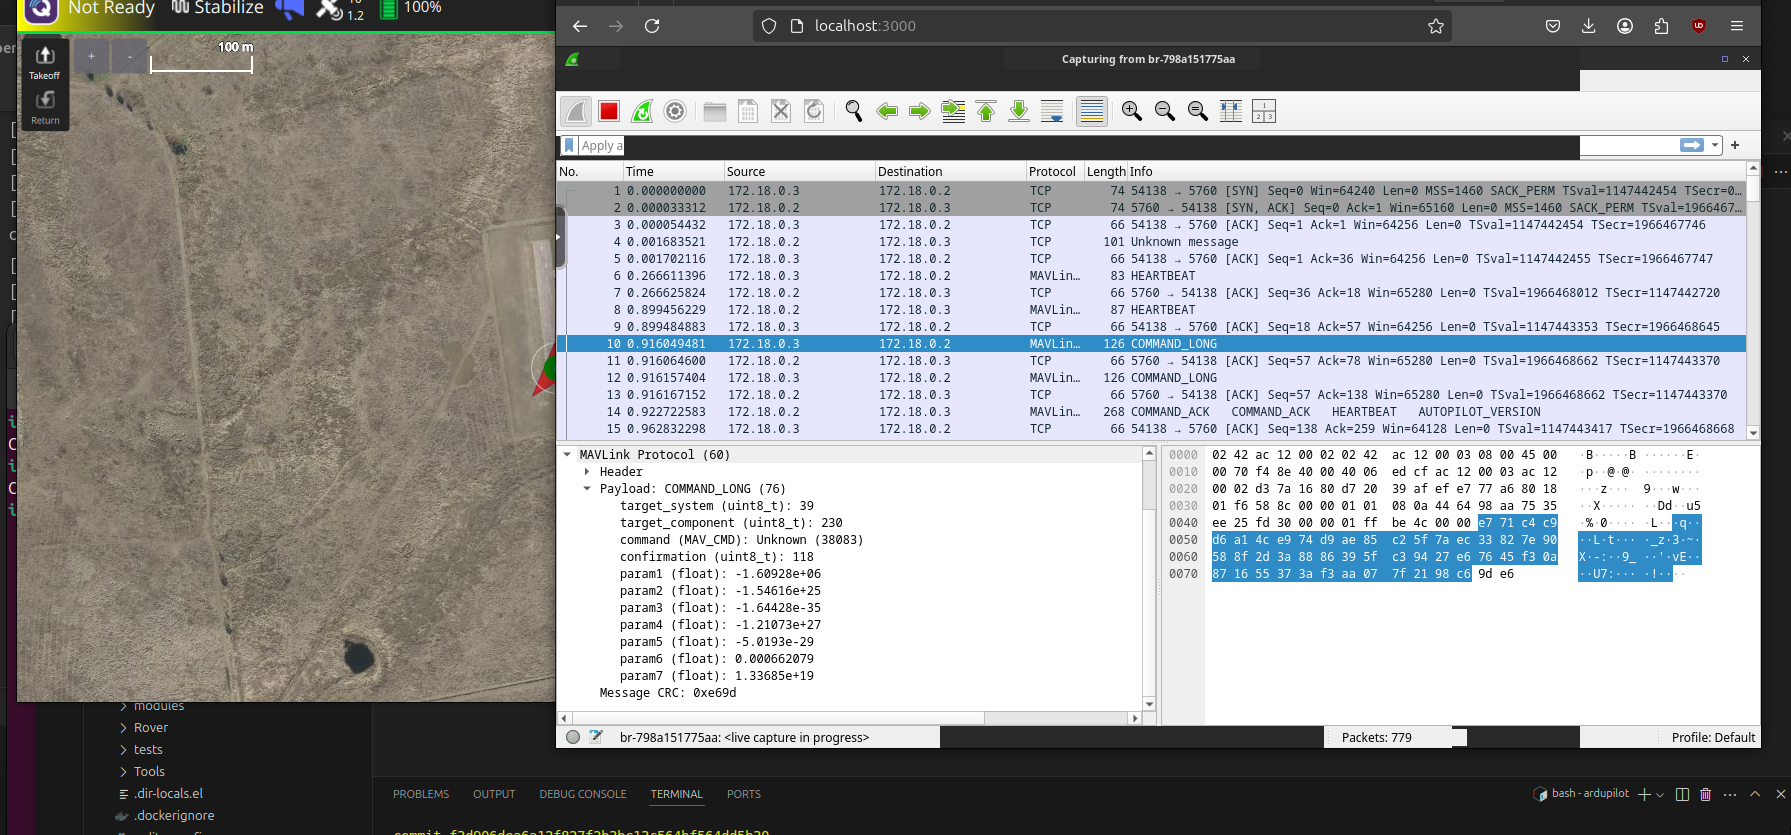 Not Ready
Stabilize
1.2
100%
Takeoff
Return
+
-
100 m
localhost:3000
Capturing from br-798a151775aa
Apply a
No. Time Source Destination Protocol Length Info
1 0.000000000 172.18.0.3 172.18.0.2 TCP 74 54138 → 5760 [SYN] Seq=0 Win=64240 Len=0 MSS=1460 SACK_PERM TSval=1147442454 TSecr=0…
2 0.000033312 172.18.0.2 172.18.0.3 TCP 74 5760 → 54138 [SYN, ACK] Seq=0 Ack=1 Win=65160 Len=0 MSS=1460 SACK_PERM TSval=1966467…
3 0.000054432 172.18.0.3 172.18.0.2 TCP 66 54138 → 5760 [ACK] Seq=1 Ack=1 Win=64256 Len=0 TSval=1147442454 TSecr=1966467746
4 0.001683521 172.18.0.2 172.18.0.3 TCP 101 Unknown message
5 0.001702116 172.18.0.3 172.18.0.2 TCP 66 54138 → 5760 [ACK] Seq=1 Ack=36 Win=64256 Len=0 TSval=1147442455 TSecr=1966467747
6 0.266611396 172.18.0.3 172.18.0.2 MAVLin… 83 HEARTBEAT
7 0.266625824 172.18.0.2 172.18.0.3 TCP 66 5760 → 54138 [ACK] Seq=36 Ack=18 Win=65280 Len=0 TSval=1966468012 TSecr=1147442720
8 0.899456229 172.18.0.2 172.18.0.3 MAVLin… 87 HEARTBEAT
9 0.899484883 172.18.0.3 172.18.0.2 TCP 66 54138 → 5760 [ACK] Seq=18 Ack=57 Win=64256 Len=0 TSval=1147443353 TSecr=1966468645
10 0.916049481 172.18.0.3 172.18.0.2 MAVLin… 126 COMMAND_LONG
11 0.916064600 172.18.0.2 172.18.0.3 TCP 66 5760 → 54138 [ACK] Seq=57 Ack=78 Win=65280 Len=0 TSval=1966468662 TSecr=1147443370
12 0.916157404 172.18.0.3 172.18.0.2 MAVLin… 126 COMMAND_LONG
13 0.916167152 172.18.0.2 172.18.0.3 TCP 66 5760 → 54138 [ACK] Seq=57 Ack=138 Win=65280 Len=0 TSval=1966468662 TSecr=1147443370
14 0.922722583 172.18.0.2 172.18.0.3 MAVLin… 268 COMMAND_ACK COMMAND_ACK HEARTBEAT AUTOPILOT_VERSION
15 0.962832298 172.18.0.3 172.18.0.2 TCP 66 54138 → 5760 [ACK] Seq=138 Ack=259 Win=64128 Len=0 TSval=1147443417 TSecr=1966468668
MAVLink Protocol (60)
Header
Payload: COMMAND_LONG (76)
target_system (uint8_t): 39
target_component (uint8_t): 230
command (MAV_CMD): Unknown (38083)
confirmation (uint8_t): 118
param1 (float): -1.60928e+06
param2 (float): -1.54616e+25
param3 (float): -1.64428e-35
param4 (float): -1.21073e+27
param5 (float): -5.0193e-29
param6 (float): 0.000662079
param7 (float): 1.33685e+19
Message CRC: 0xe69d
0000 02 42 ac 12 00 02 02 42 ac 12 00 03 08 00 45 00 ·B·····B ······E·
0010 00 70 f4 8e 40 00 40 06 ed cf ac 12 00 03 ac 12 ·p··@·@· ········
0020 00 02 d3 7a 16 80 d7 20 39 af ef e7 77 a6 80 18 ···z··· 9···w···
0030 01 f6 58 8c 00 00 01 01 08 0a 44 64 98 aa 75 35 ··X····· ··Dd··u5
0040 ee 25 fd 30 00 00 01 ff be 4c 00 00 e7 71 c4 c9 ·%·0···· ·L···q··
0050 d6 a1 4c e9 74 d9 ae 85 c2 5f 7a ec 33 82 7e 90 ··L·t··· ·_z·3·~·
0060 58 8f 2d 3a 88 86 39 5f c3 94 27 e6 76 45 f3 0a X·-:··9_ ··'·vE··
0070 87 16 55 37 3a f3 aa 07 7f 21 98 c6 9d e6 ··U7:··· ·!····
br-798a151775aa: <live capture in progress>
Packets: 779
Profile: Default
modules
Rover
tests
Tools
.dir-locals.el
.dockerignore
PROBLEMS OUTPUT DEBUG CONSOLE TERMINAL PORTS
bash - ardupilot